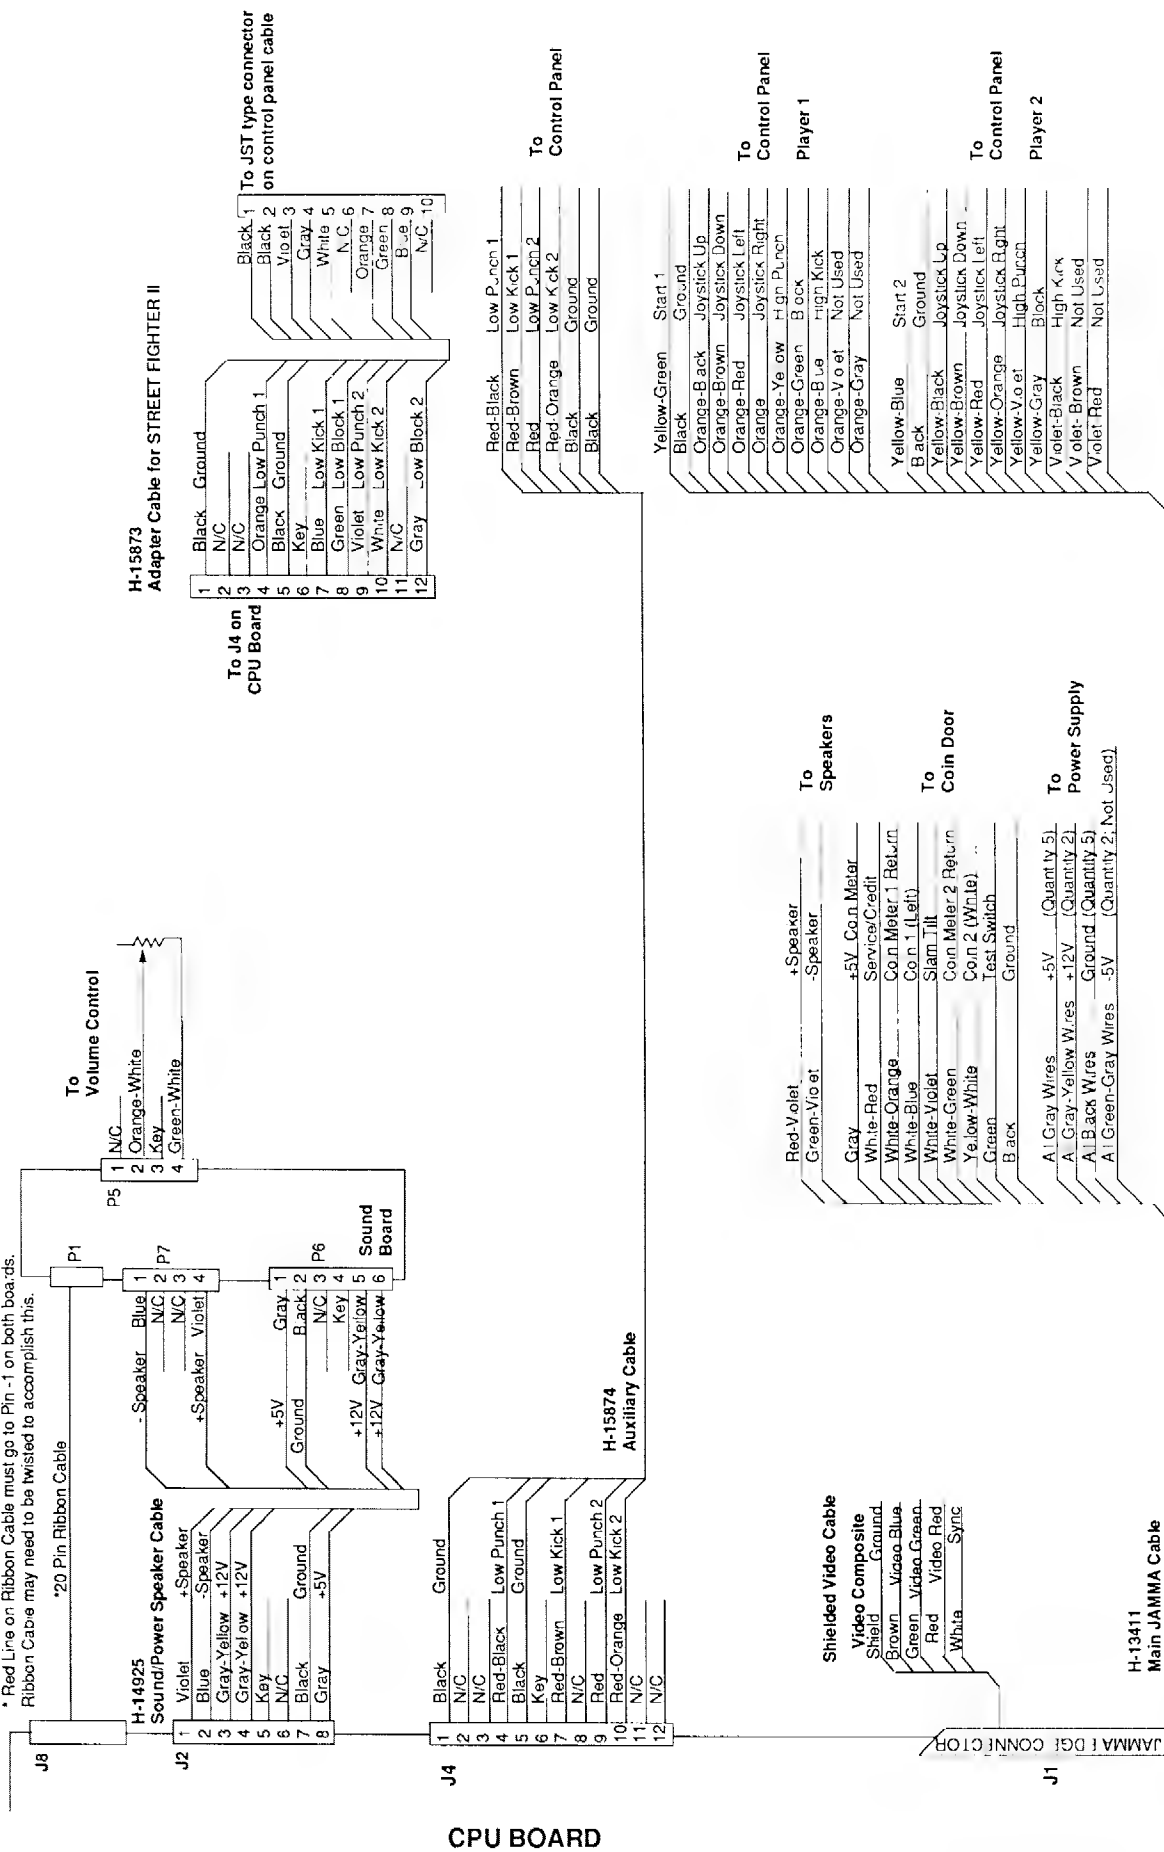 * Red Line on Ribbon Cable must go to Pin -1 on both boards.
Ribbon Cable may need to be twisted to accomplish this.
*20 Pin Ribbon Cable
J8
P1
H-14925
Sound/Power Speaker Cable
J2
1 Violet +Speaker
2 Blue -Speaker
3 Gray-Yellow +12V
4 Gray-Yellow +12V
5 Key
6 N/C
7 Black Ground
8 Gray +5V
- Speaker Blue 1
N/C 2
N/C 3
+Speaker Violet 4
P7
+5V Gray 1
Ground Black 2
N/C 3
Key 4
+12V Gray-Yellow 5
+12V Gray-Yellow 6
P6
Sound
Board
P5
1 N/C
2 Orange-White
3 Key
4 Green-White
To
Volume Control
H-15873
Adapter Cable for STREET FIGHTER II
To J4 on
CPU Board
1 Black Ground
2 N/C
3 N/C
4 Orange Low Punch 1
5 Black Ground
6 Key
7 Blue Low Kick 1
8 Green Low Block 1
9 Violet Low Punch 2
10 White Low Kick 2
11 N/C
12 Gray Low Block 2
Black 1
Black 2
Violet 3
Gray 4
White 5
N/C 6
Orange 7
Green 8
Blue 9
N/C 10
To JST type connector
on control panel cable
J4
1 Black Ground
2 N/C
3 N/C
4 Red-Black Low Punch 1
5 Black Ground
6 Key
7 Red-Brown Low Kick 1
8 N/C
9 Red Low Punch 2
10 Red-Orange Low Kick 2
11 N/C
12 N/C
H-15874
Auxiliary Cable
Red-Black Low Punch 1
Red-Brown Low Kick 1
Red Low Punch 2
Red-Orange Low Kick 2
Black Ground
Black Ground
To
Control Panel
Yellow-Green Start 1
Black Ground
Orange-Black Joystick Up
Orange-Brown Joystick Down
Orange-Red Joystick Left
Orange Joystick Right
Orange-Yellow High Punch
Orange-Green Block
Orange-Blue High Kick
Orange-Violet Not Used
Orange-Gray Not Used
To
Control Panel
Player 1
Yellow-Blue Start 2
Black Ground
Yellow-Black Joystick Up
Yellow-Brown Joystick Down
Yellow-Red Joystick Left
Yellow-Orange Joystick Right
Yellow-Violet High Punch
Yellow-Gray Block
Violet-Black High Kick
Violet-Brown Not Used
Violet-Red Not Used
To
Control Panel
Player 2
Red-Violet +Speaker
Green-Violet -Speaker
To
Speakers
Gray +5V Coin Meter
White-Red Service/Credit
White-Orange Coin Meter 1 Return
White-Blue Coin 1 (Left)
White-Violet Slam Tilt
White-Green Coin Meter 2 Return
Yellow-White Coin 2 (White)
Green Test Switch
Black Ground
To
Coin Door
All Gray Wires +5V (Quantity 5)
All Gray-Yellow Wires +12V (Quantity 2)
All Black Wires Ground (Quantity 5)
All Green-Gray Wires -5V (Quantity 2; Not Used)
To
Power Supply
Shielded Video Cable
Video Composite
Shield Ground
Brown Video Blue
Green Video Green
Red Video Red
White Sync
H-13411
Main JAMMA Cable
JAMMA EDGE CONNECTOR
J1
CPU BOARD